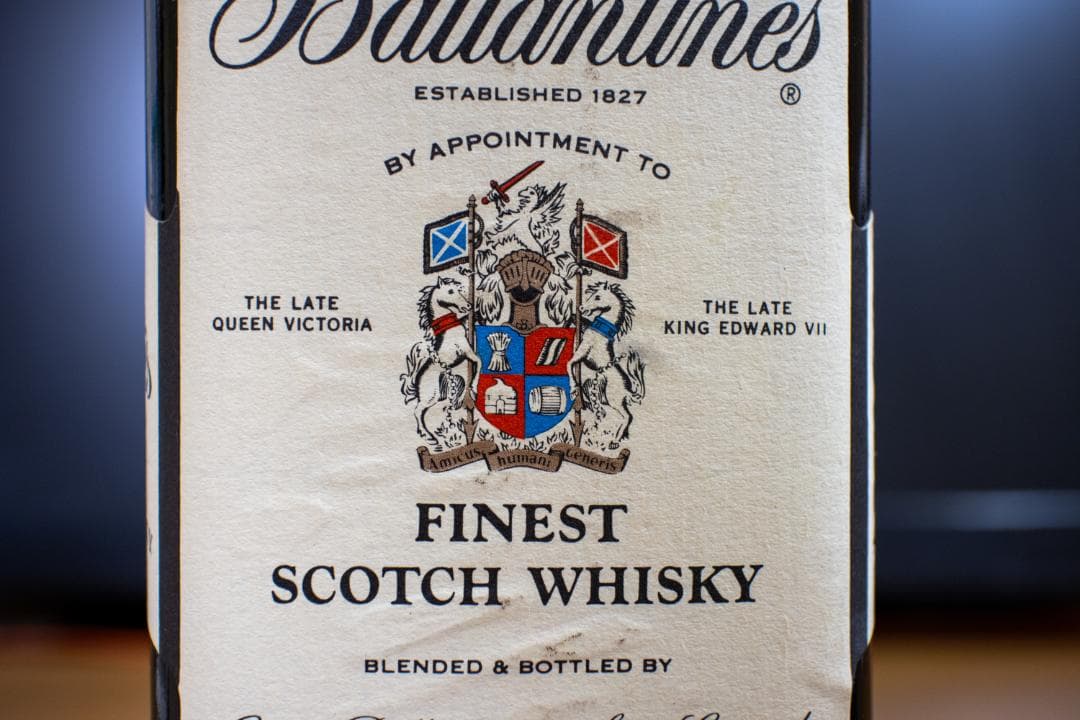 Ballantines
ESTABLISHED 1827
®
BY APPOINTMENT TO
THE LATE
QUEEN VICTORIA
THE LATE
KING EDWARD VII
Amicus humani Generis
FINEST
SCOTCH WHISKY
BLENDED & BOTTLED BY